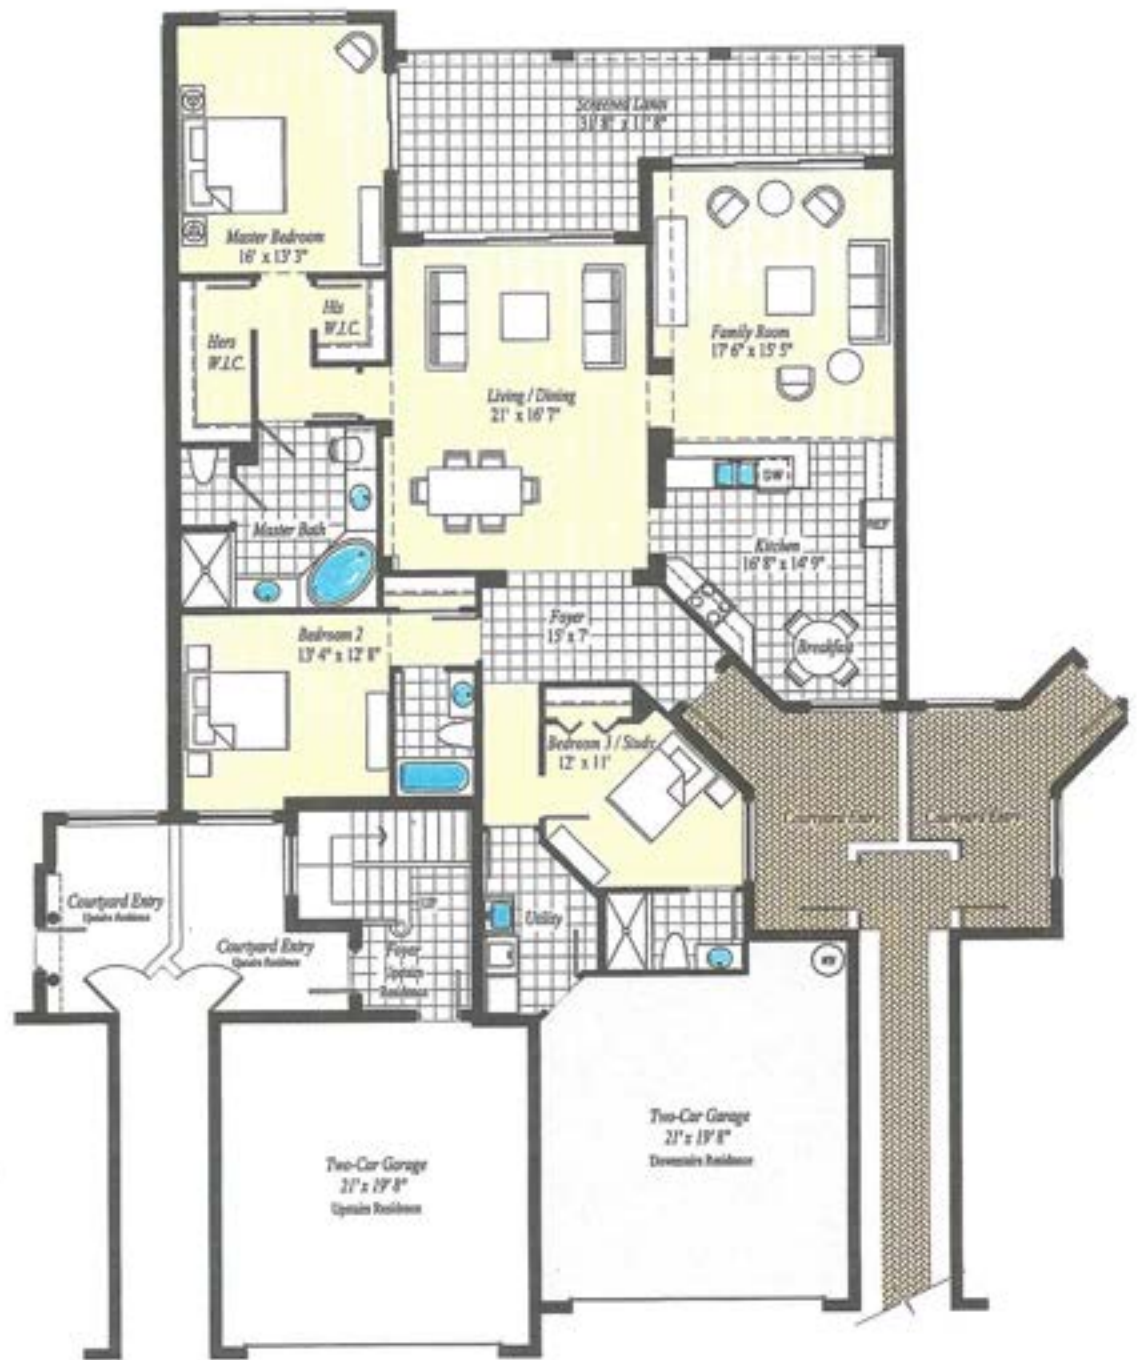 Screened Lanai
31' 8" x 11' 8"
Master Bedroom
16' x 13' 3"
His
W.I.C.
Hers
W.I.C.
Family Room
17' 6" x 15' 5"
Living / Dining
21' x 16' 7"
DW
REF
Master Bath
Kitchen
16' 8" x 14' 9"
Foyer
15' x 7'
Bedroom 2
13' 4" x 12' 8"
Breakfast
Bedroom 3 / Study
12' x 11'
Courtyard Entry
Courtyard Entry
Courtyard Entry
Upstairs Residence
UP
Utility
Courtyard Entry
Upstairs Residence
Foyer
Upstairs
Residence
WH
Two-Car Garage
21' x 19' 8"
Downstairs Residence
Two-Car Garage
21' x 19' 8"
Upstairs Residence